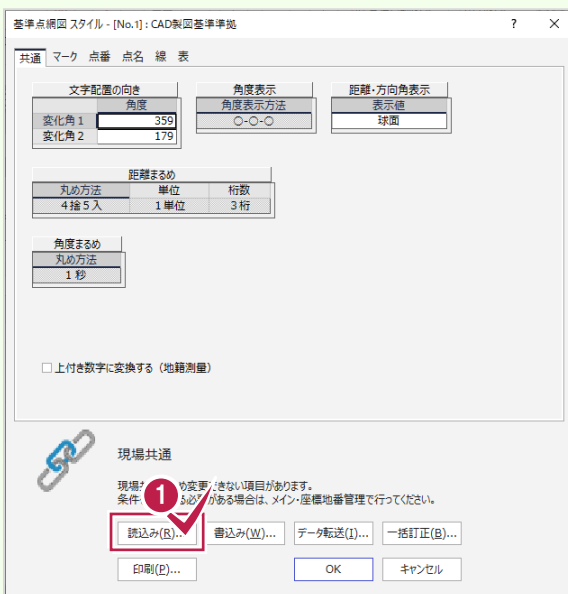 基準点網図 スタイル - [No.1] : CAD製図基準準拠 ? ×
共通 マーク 点番 点名 線 表
文字配置の向き 角度表示 距離・方向角表示
角度 角度表示方法 表示値
変化角1 359 ○-○-○ 球面
変化角2 179
距離まるめ
丸め方法 単位 桁数
4捨5入 1単位 3桁
角度まるめ
丸め方法
1秒
上付き数字に変換する (地籍測量)
現場共通
現場 め変更できない項目があります。
条件 る必要がある場合は、メイン・座標地番管理で行ってください。
1
読込み(R)... 書込み(W)... データ転送(I)... 一括訂正(B)...
印刷(P)... OK キャンセル